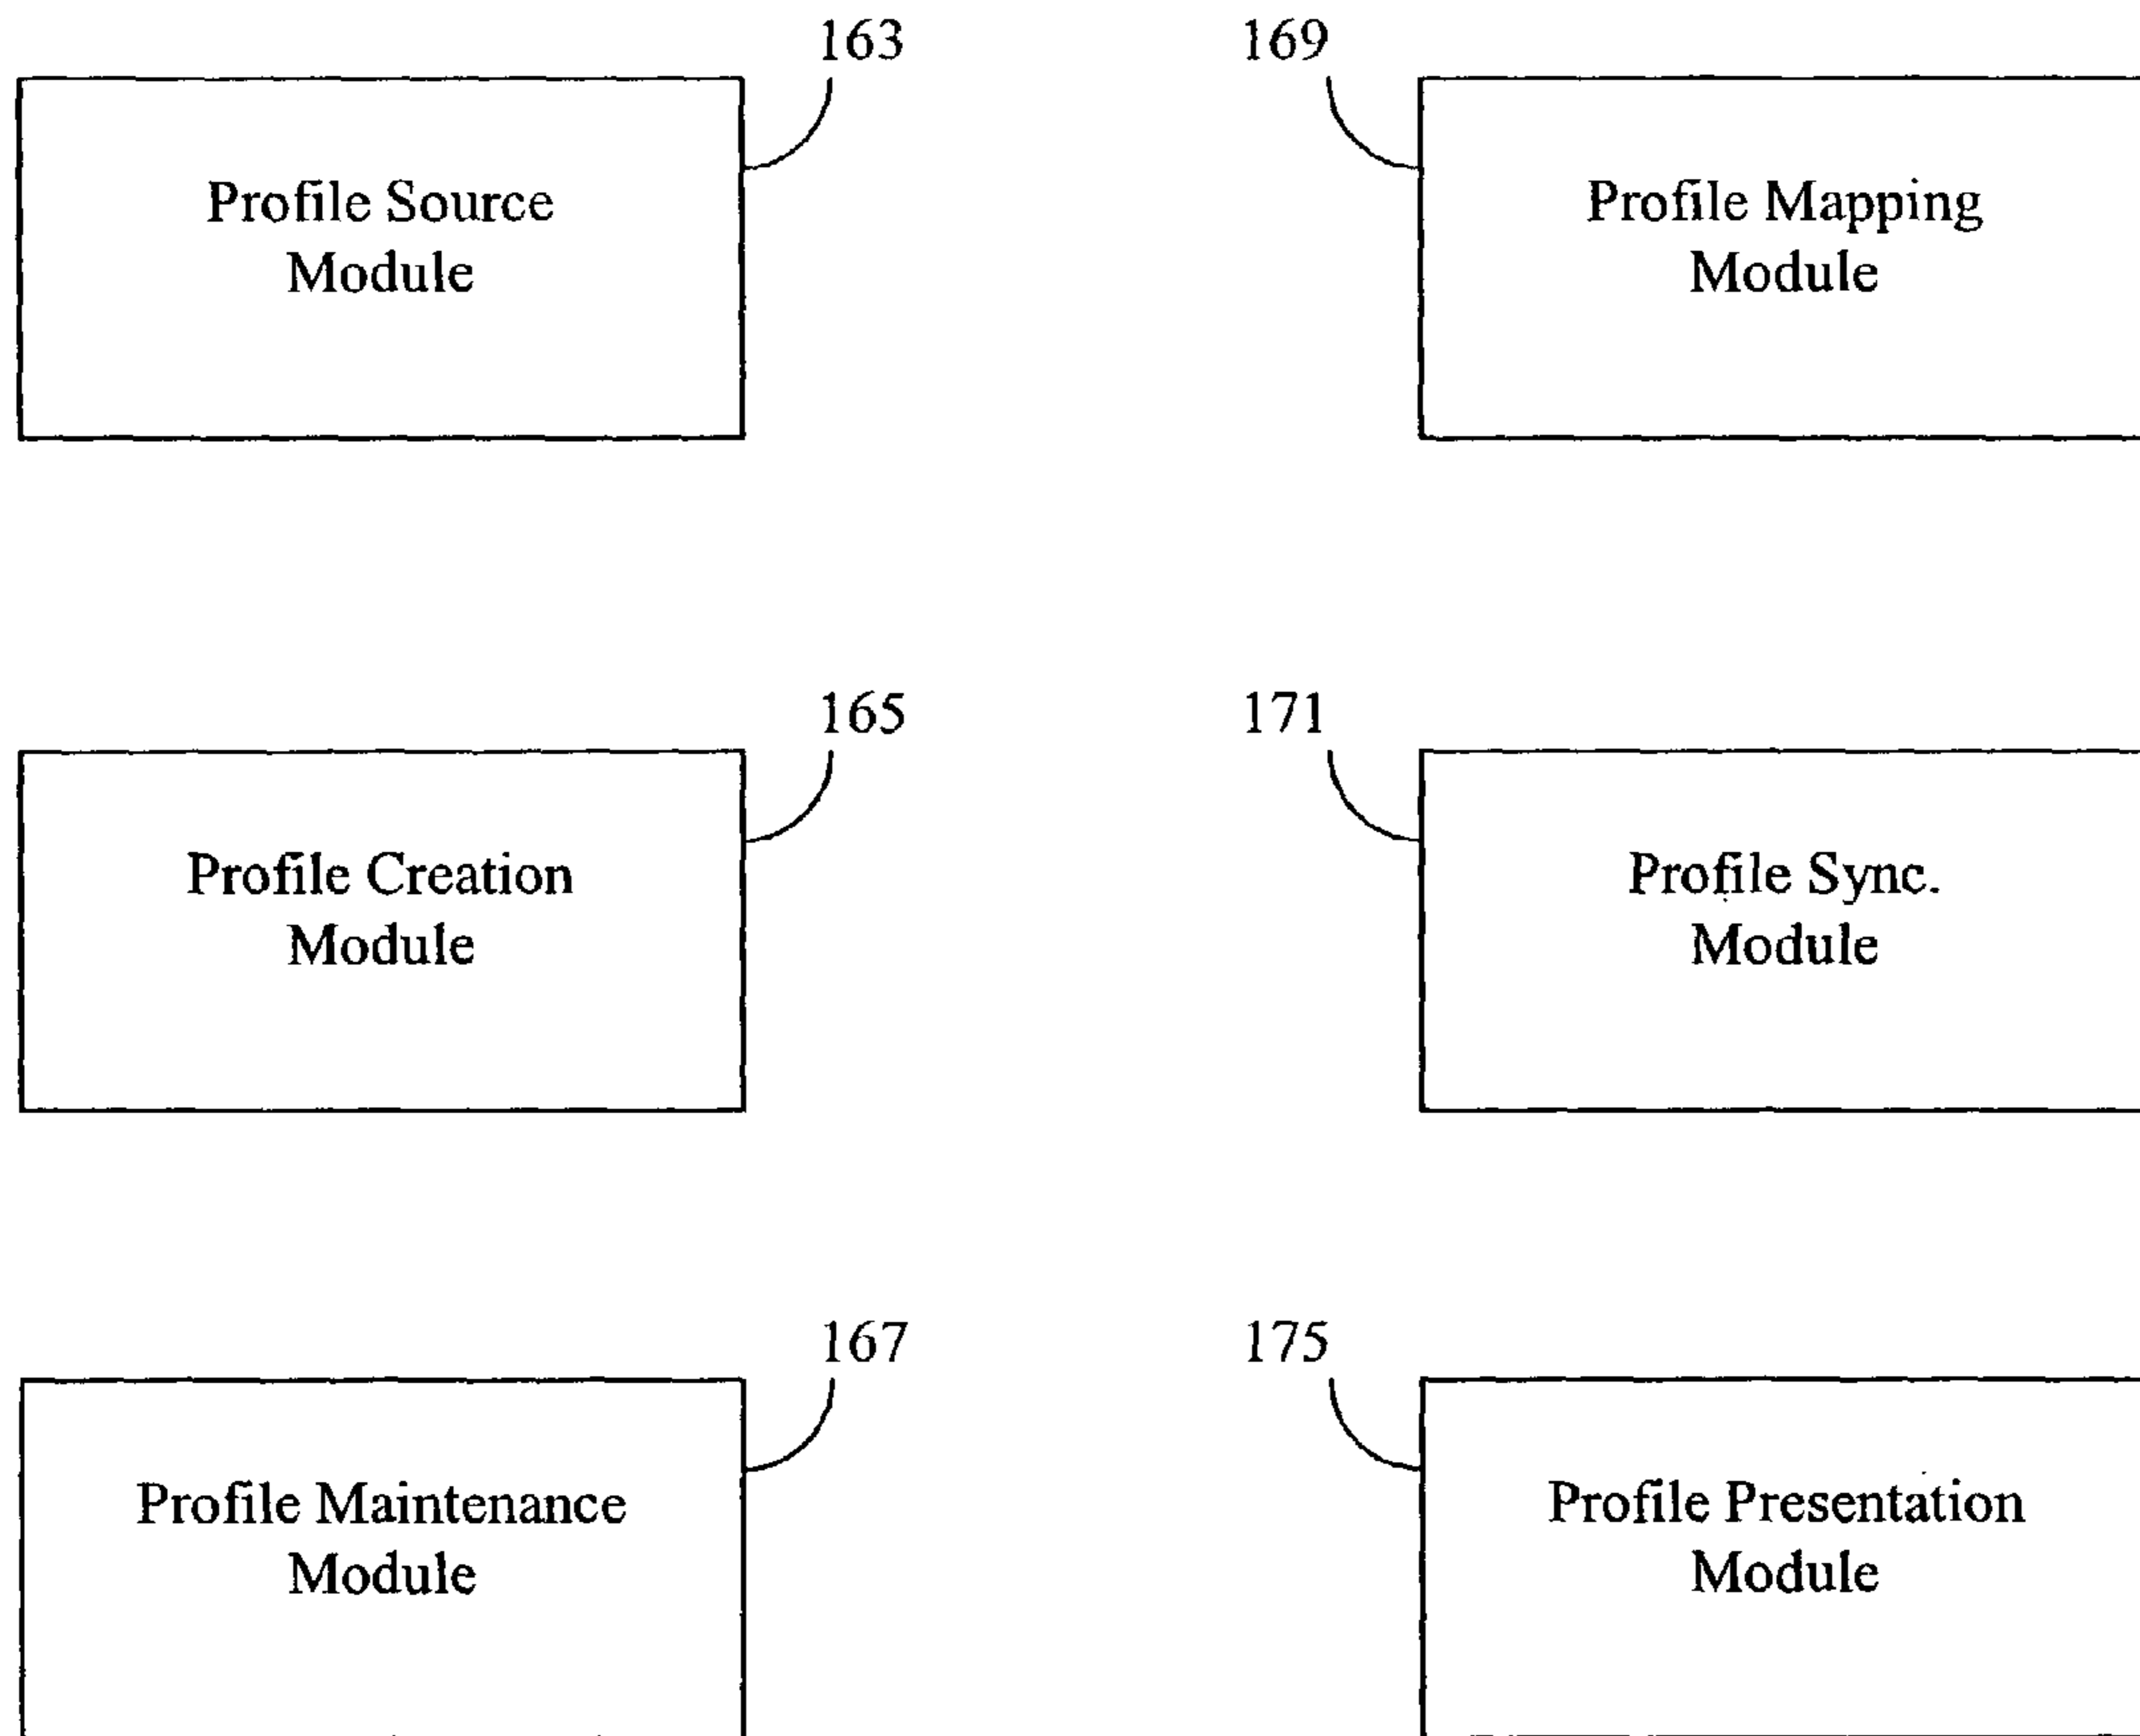 163
Profile Source
Module
169
Profile Mapping
Module
165
Profile Creation
Module
171
Profile Sync.
Module
167
Profile Maintenance
Module
175
Profile Presentation
Module